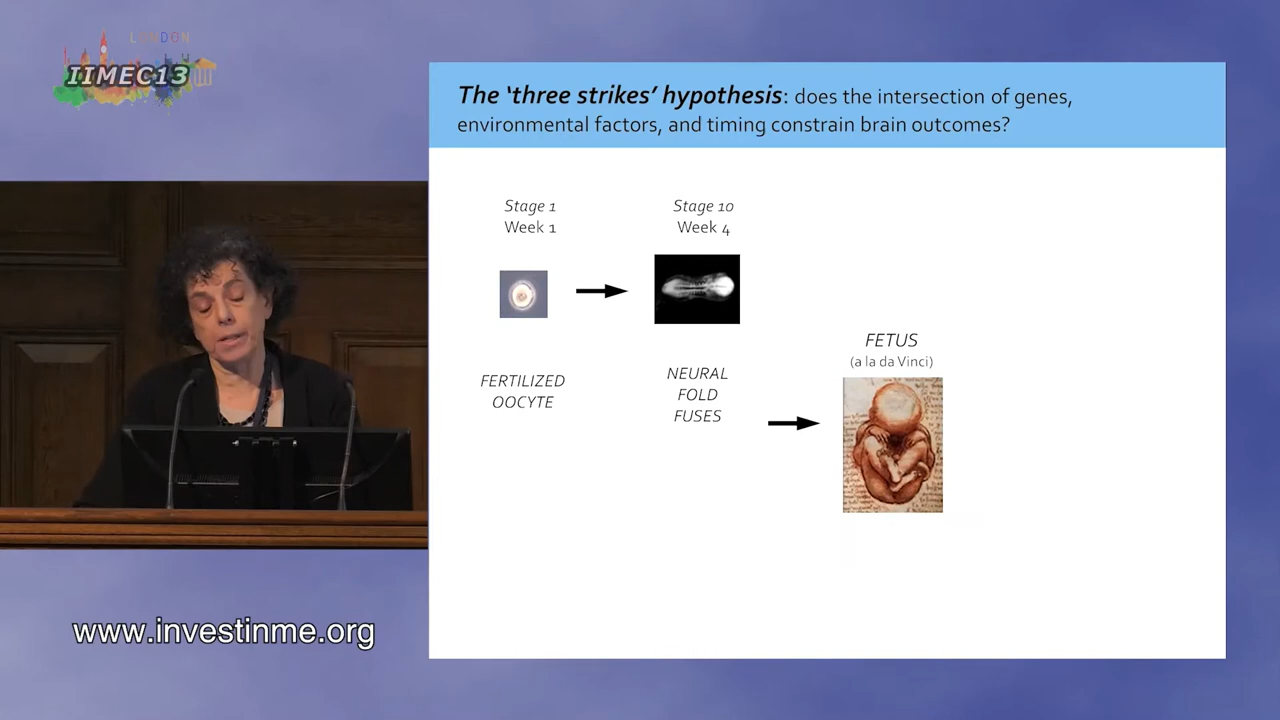 LONDON
IIMEC13
The 'three strikes' hypothesis: does the intersection of genes,
environmental factors, and timing constrain brain outcomes?
Stage 1
Week 1
Stage 10
Week 4
FERTILIZED
OOCYTE
NEURAL
FOLD
FUSES
FETUS
(a la da Vinci)
www.investinme.org